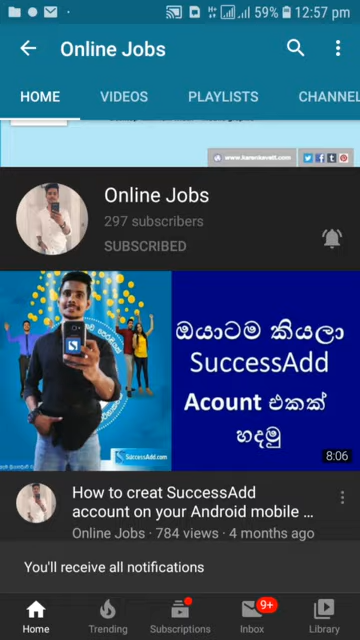 59% 12:57 pm
Online Jobs
HOME VIDEOS PLAYLISTS CHANNEL
www.karenkavett.com
Online Jobs
297 subscribers
SUBSCRIBED
ඔයාටම කියලා
SuccessAdd
Acount එකක්
හදමු
SuccessAdd.com
8:06
How to creat SuccessAdd
account on your Android mobile ...
Online Jobs · 784 views · 4 months ago
You'll receive all notifications
9+
Home Trending Subscriptions Inbox Library